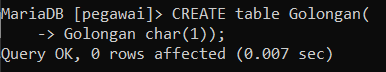 MariaDB [pegawai]> CREATE table Golongan(
    -> Golongan char(1));
Query OK, 0 rows affected (0.007 sec)